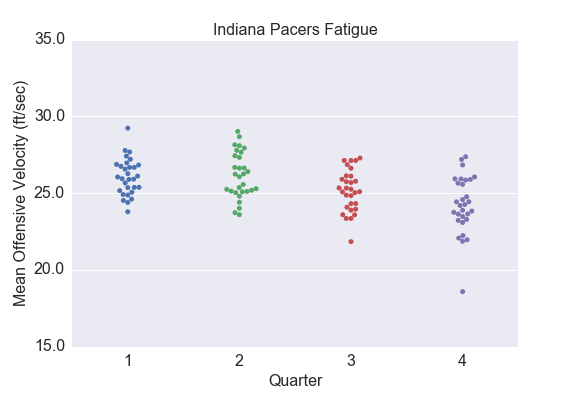 Indiana Pacers Fatigue
35.0
30.0
25.0
20.0
15.0
Mean Offensive Velocity (ft/sec)
1 2 3 4
Quarter